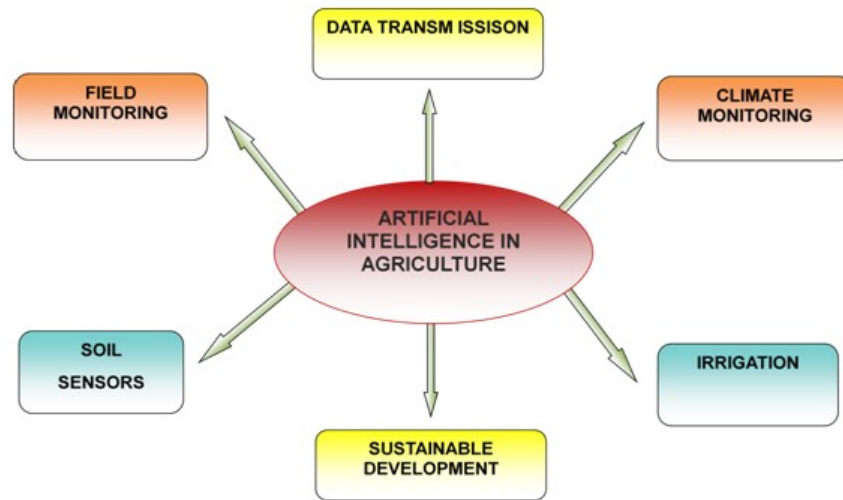 DATA TRANSM ISSISON
FIELD
MONITORING
CLIMATE
MONITORING
ARTIFICIAL
INTELLIGENCE IN
AGRICULTURE
SOIL
SENSORS
IRRIGATION
SUSTAINABLE
DEVELOPMENT